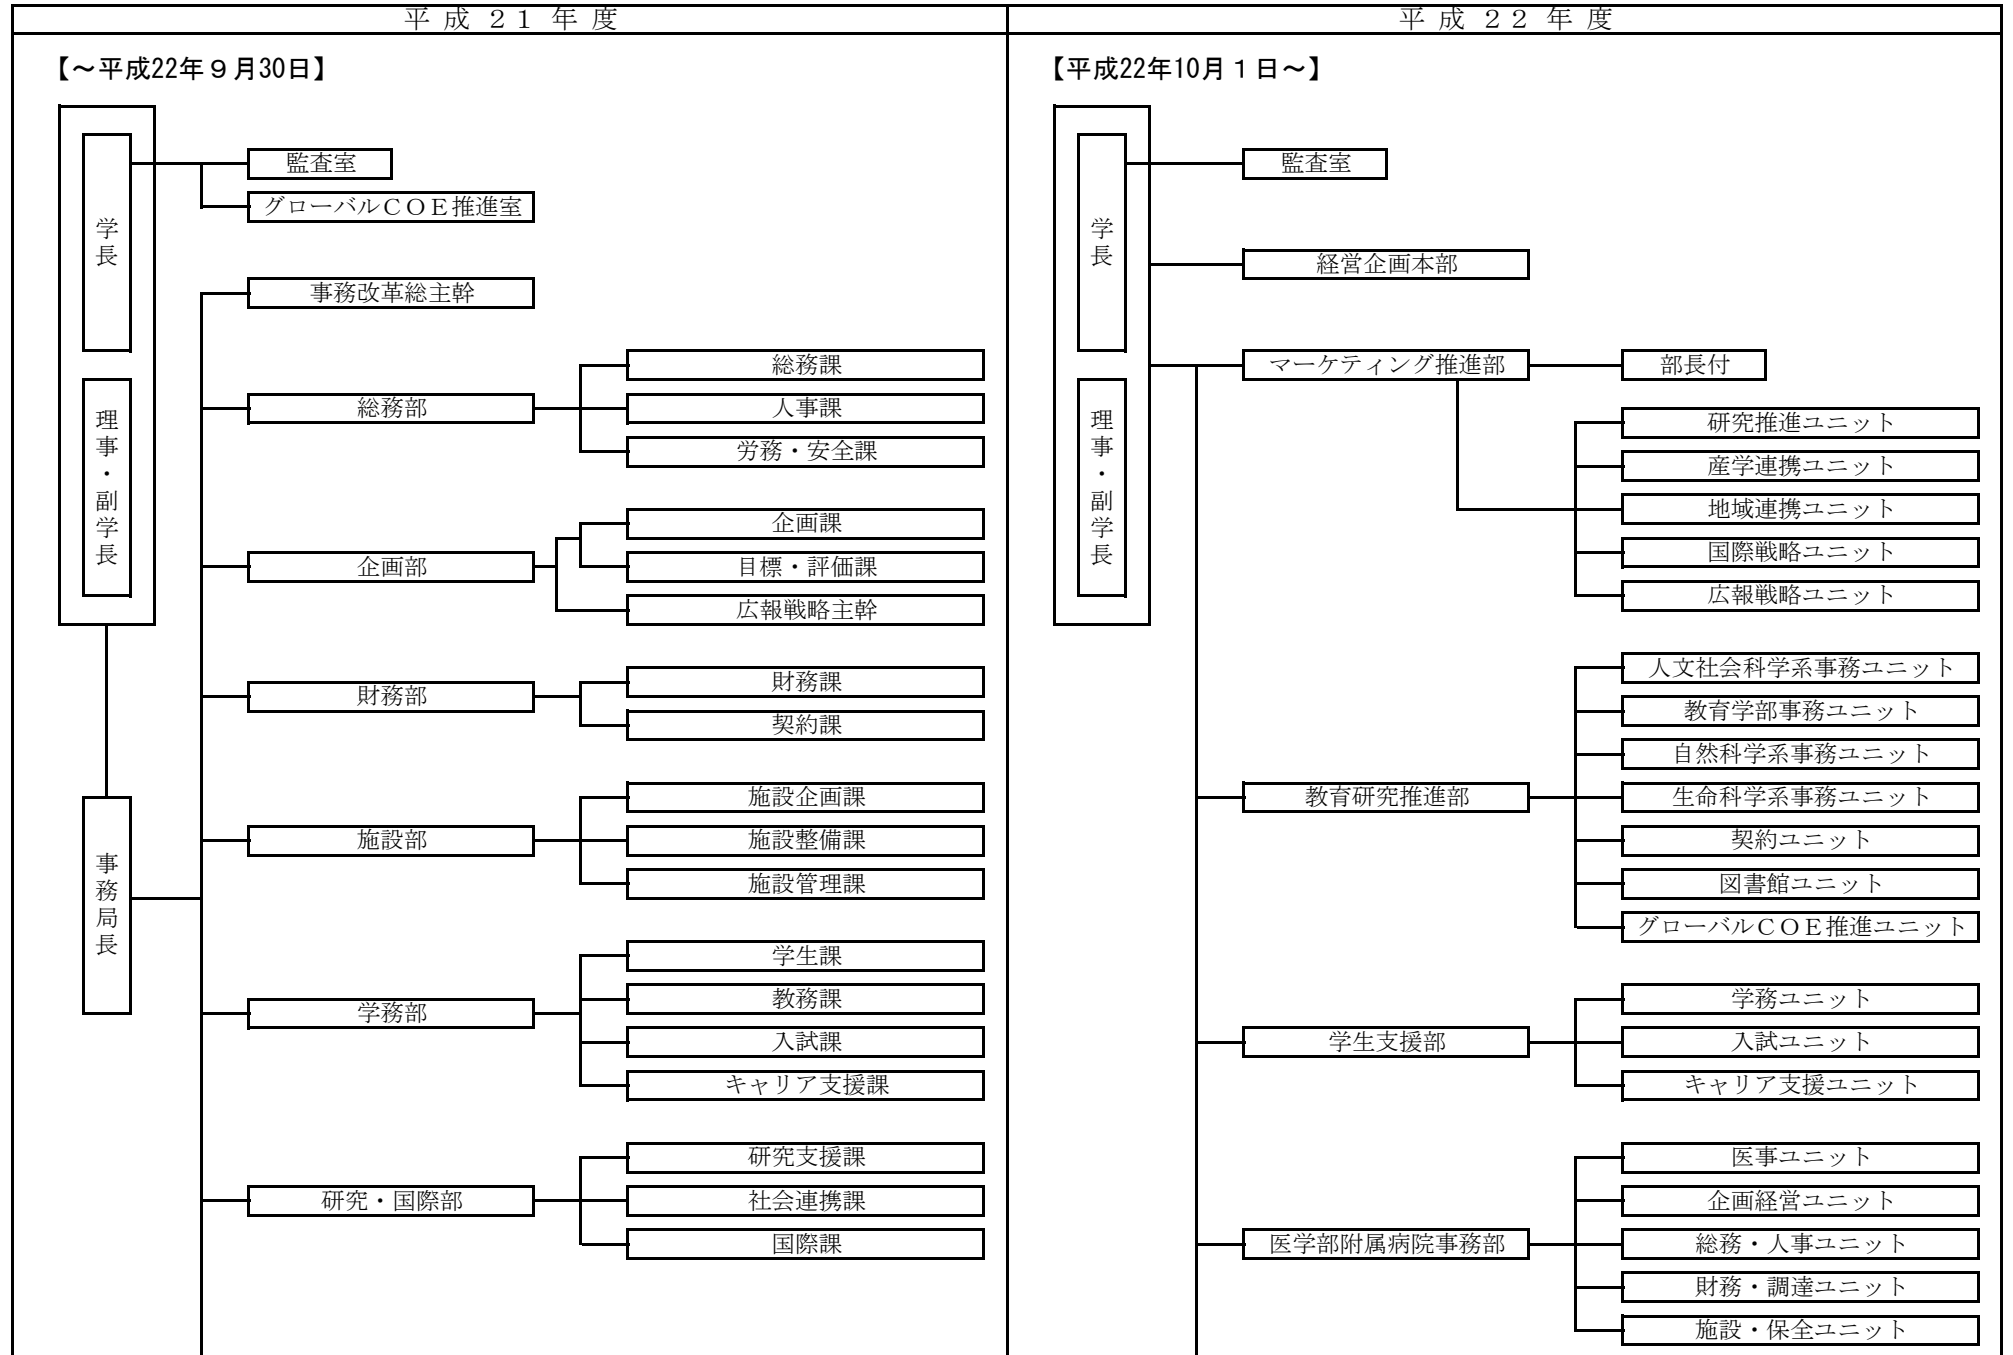 平成２１年度
【～平成22年９月30日】
学長
理事・副学長
事務局長
監査室
グローバルＣＯＥ推進室
事務改革総主幹
総務部
総務課
人事課
労務・安全課
企画部
企画課
目標・評価課
広報戦略主幹
財務部
財務課
契約課
施設部
施設企画課
施設整備課
施設管理課
学務部
学生課
教務課
入試課
キャリア支援課
研究・国際部
研究支援課
社会連携課
国際課
平成２２年度
【平成22年10月１日～】
学長
理事・副学長
監査室
経営企画本部
マーケティング推進部
部長付
研究推進ユニット
産学連携ユニット
地域連携ユニット
国際戦略ユニット
広報戦略ユニット
教育研究推進部
人文社会科学系事務ユニット
教育学部事務ユニット
自然科学系事務ユニット
生命科学系事務ユニット
契約ユニット
図書館ユニット
グローバルＣＯＥ推進ユニット
学生支援部
学務ユニット
入試ユニット
キャリア支援ユニット
医学部附属病院事務部
医事ユニット
企画経営ユニット
総務・人事ユニット
財務・調達ユニット
施設・保全ユニット